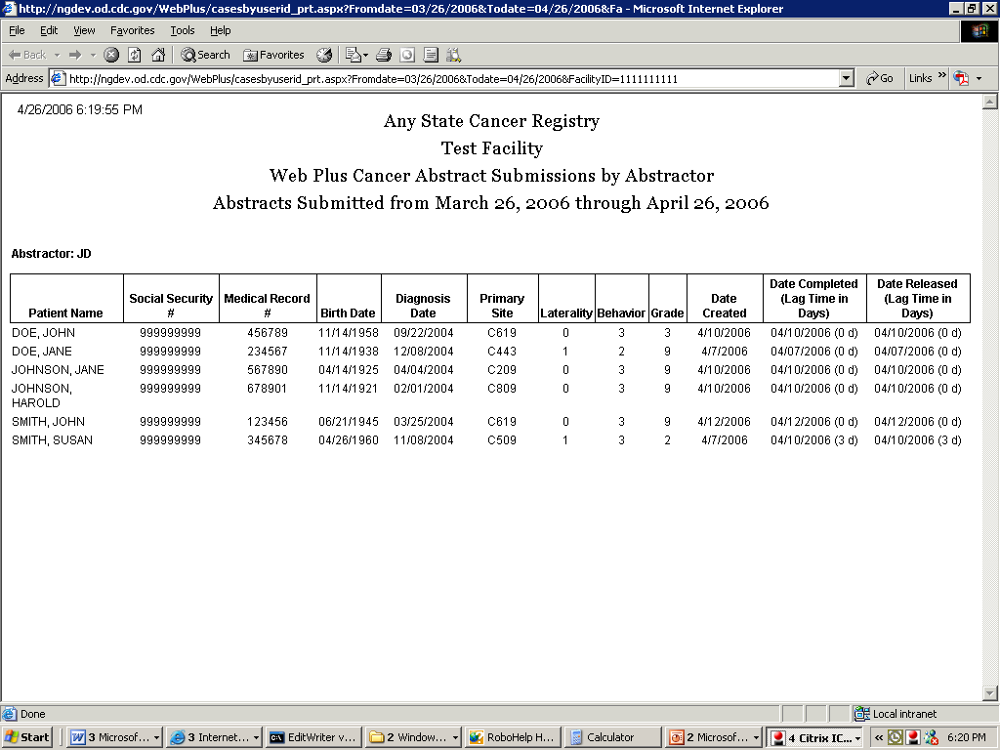 http://ngdev.od.cdc.gov/WebPlus/casesbyuserid_prt.aspx?Fromdate=03/26/2006&Todate=04/26/2006&Fa - Microsoft Internet Explorer
File Edit View Favorites Tools Help
Back Search Favorites
Address http://ngdev.od.cdc.gov/WebPlus/casesbyuserid_prt.aspx?Fromdate=03/26/2006&Todate=04/26/2006&FacilityID=1111111111 Go Links »
4/26/2006 6:19:55 PM
Any State Cancer Registry
Test Facility
Web Plus Cancer Abstract Submissions by Abstractor
Abstracts Submitted from March 26, 2006 through April 26, 2006
Abstractor: JD
Date Completed Date Released
Social Security Medical Record Diagnosis Primary Date (Lag Time in (Lag Time in
Patient Name # # Birth Date Date Site Laterality Behavior Grade Created Days) Days)
DOE, JOHN 999999999 456789 11/14/1958 09/22/2004 C619 0 3 3 4/10/2006 04/10/2006 (0 d) 04/10/2006 (0 d)
DOE, JANE 999999999 234567 11/14/1938 12/08/2004 C443 1 2 9 4/7/2006 04/07/2006 (0 d) 04/07/2006 (0 d)
JOHNSON, JANE 999999999 567890 04/14/1925 04/04/2004 C209 0 3 9 4/10/2006 04/10/2006 (0 d) 04/10/2006 (0 d)
JOHNSON, 999999999 678901 11/14/1921 02/01/2004 C809 0 3 9 4/10/2006 04/10/2006 (0 d) 04/10/2006 (0 d)
HAROLD
SMITH, JOHN 999999999 123456 06/21/1945 03/25/2004 C619 0 3 9 4/12/2006 04/12/2006 (0 d) 04/12/2006 (0 d)
SMITH, SUSAN 999999999 345678 04/26/1960 11/08/2004 C509 1 3 2 4/7/2006 04/10/2006 (3 d) 04/10/2006 (3 d)
Done Local intranet
Start 3 Microsof... 3 Internet... EditWriter v... 2 Window... RoboHelp H... Calculator 2 Microsof... 4 Citrix IC... « 6:20 PM